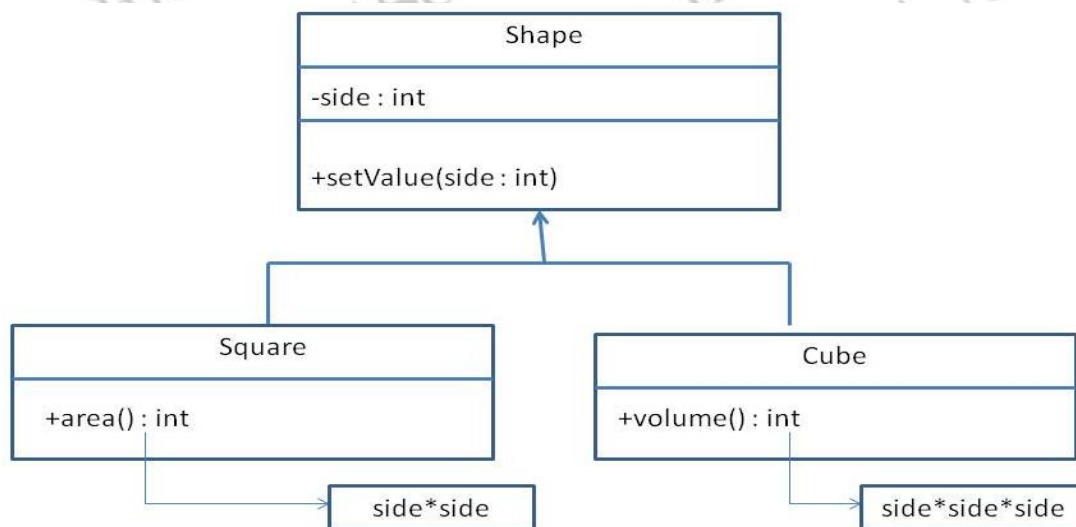 Shape
-side : int
+setValue(side : int)
Square
+area() : int
side*side
Cube
+volume() : int
side*side*side